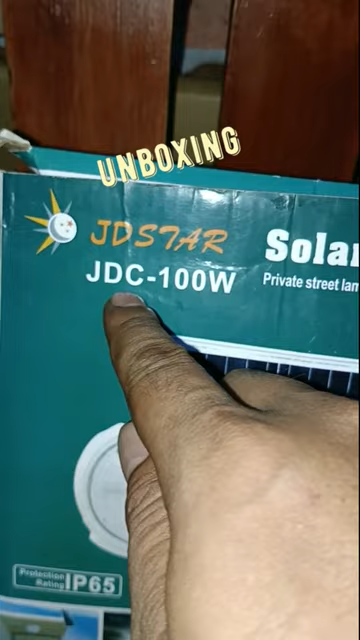 UNBOXING
JDSTAR
JDC-100W
Solar
Private street lam
Protection
Rating IP65